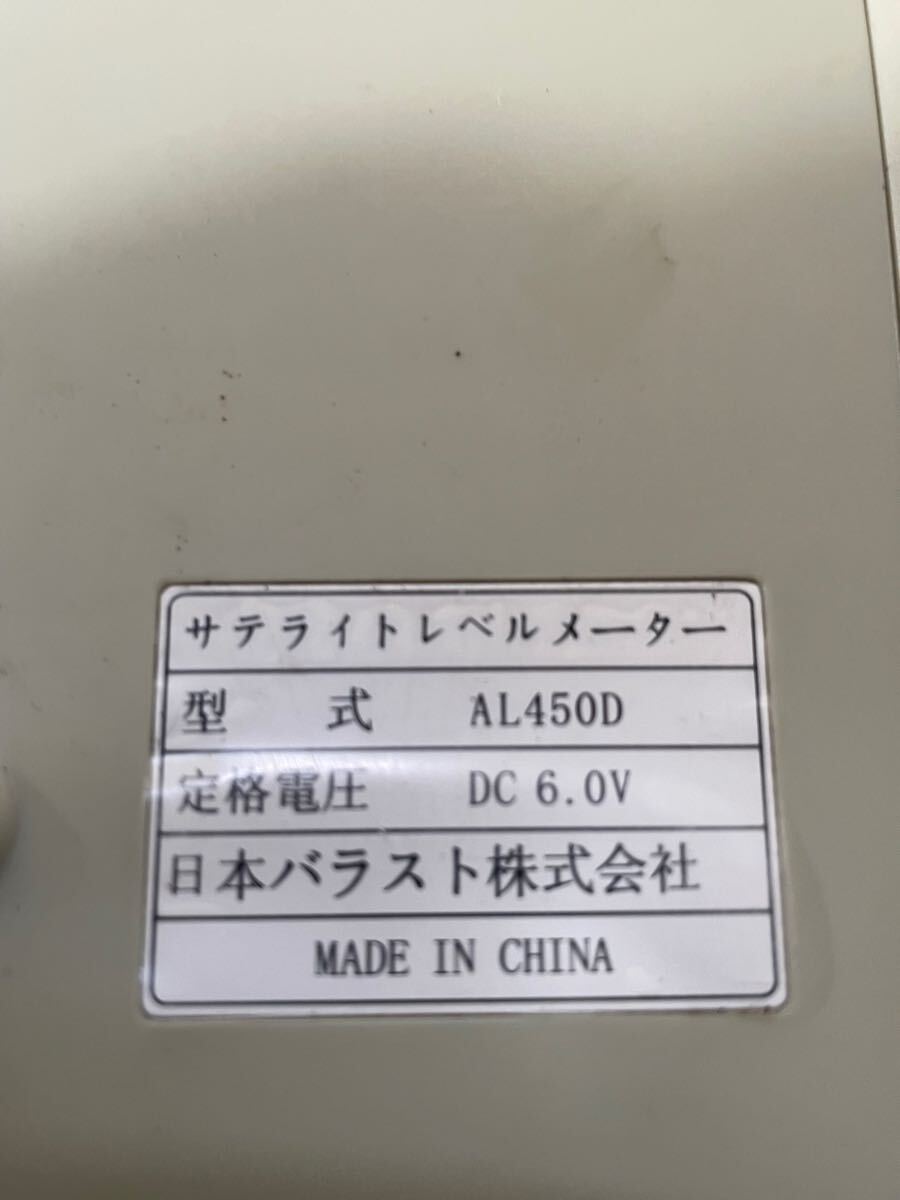 サテライトレベルメーター
型　　式　　AL450D
定格電圧　　DC 6.0V
日本バラスト株式会社
MADE IN CHINA